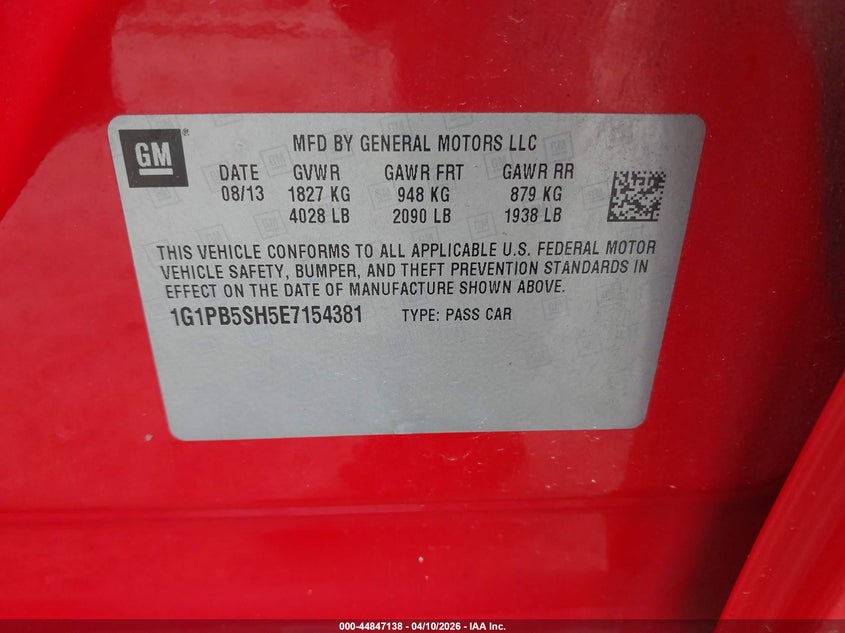 GM
®
MFD BY GENERAL MOTORS LLC
DATE GVWR GAWR FRT GAWR RR
08/13 1827 KG 948 KG 879 KG
4028 LB 2090 LB 1938 LB
THIS VEHICLE CONFORMS TO ALL APPLICABLE U.S. FEDERAL MOTOR
VEHICLE SAFETY, BUMPER, AND THEFT PREVENTION STANDARDS IN
EFFECT ON THE DATE OF MANUFACTURE SHOWN ABOVE.
1G1PB5SH5E7154381 TYPE: PASS CAR
000-44847138 - 04/10/2026 - IAA Inc.